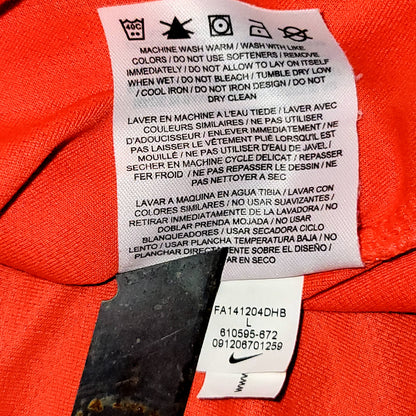 40C
MACHINE WASH WARM / WASH WITH LIKE
COLORS / DO NOT USE SOFTENERS / REMOVE
IMMEDIATELY / DO NOT ALLOW TO LAY ON ITSELF
WHEN WET / DO NOT BLEACH / TUMBLE DRY LOW
/ COOL IRON / DO NOT IRON DESIGN / DO NOT
DRY CLEAN
LAVER EN MACHINE A L'EAU TIEDE / LAVER AVEC
COULEURS SIMILAIRES / NE PAS UTILISER
D'ADOUCISSEUR / ENLEVER IMMEDIATEMENT / NE
PAS LAISSER LE VÊTEMENT PLIÉ LORSQU'IL EST
MOUILLÉ / NE PAS UTILISER D'EAU DE JAVEL /
SECHER EN MACHINE CYCLE DELICAT / REPASSER
FER FROID / NE PAS REPASSER DESSIN / NE PAS
NETTOYER A SEC
LAVAR A MAQUINA EN AGUA TIBIA / LAVAR CON
COLORES SIMILARES / NO USAR SUAVIZANTES /
RETIRAR INMEDIATAMENTE DE LA LAVADORA / NO
DOBLAR PRENDA MOJADA / NO USAR
BLANQUEADORES / USAR SECADORA CICLO
LENTO / USAR PLANCHA TEMPERATURA BAJA / NO
PLANCHAR DIRECTAMENTE SOBRE EL DISEÑO /
AR EN SECO
FA141204DHB
L
610595-672
091206701259
www.